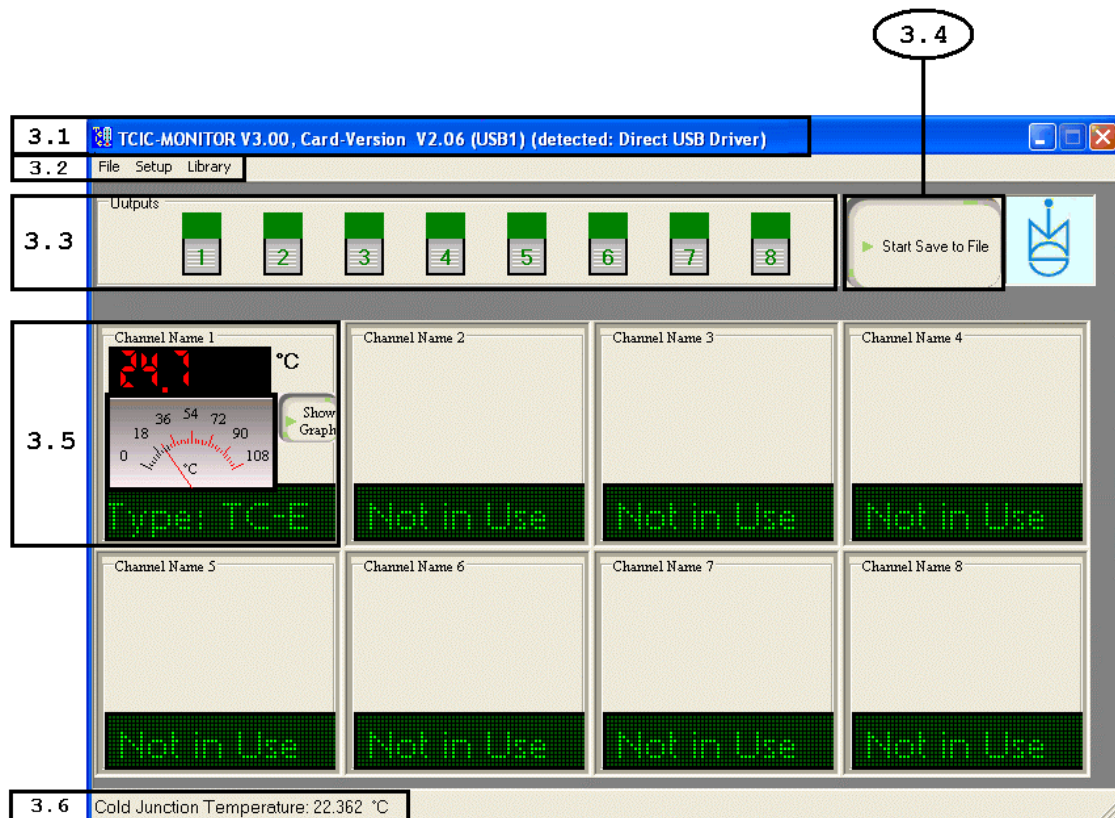 3.4
3.1 TCIC-MONITOR V3.00, Card-Version V2.06 (USB1) (detected: Direct USB Driver)
3.2 File Setup Library
3.3 Outputs
1 2 3 4 5 6 7 8
Start Save to File
3.5
Channel Name 1
24.7 °C
0 18 36 54 72 90 108
°C
Show
Graph
Type: TC-E
Channel Name 2
Not in Use
Channel Name 3
Not in Use
Channel Name 4
Not in Use
Channel Name 5
Not in Use
Channel Name 6
Not in Use
Channel Name 7
Not in Use
Channel Name 8
Not in Use
3.6 Cold Junction Temperature: 22.362 °C